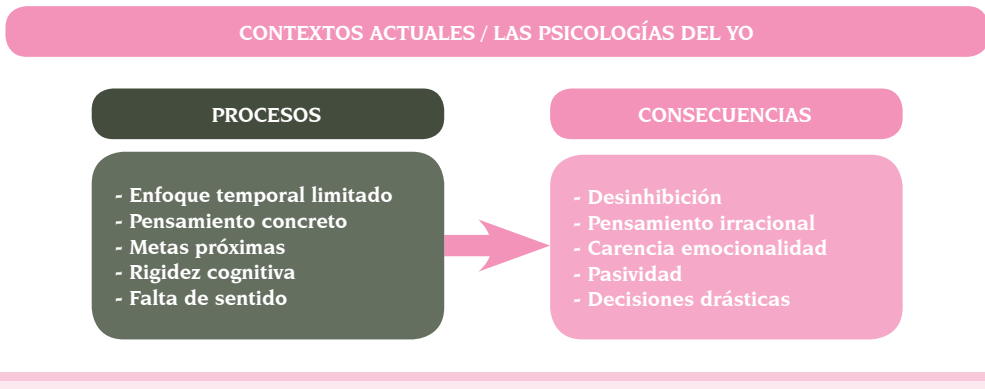 CONTEXTOS ACTUALES / LAS PSICOLOGÍAS DEL YO
PROCESOS
- Enfoque temporal limitado
- Pensamiento concreto
- Metas próximas
- Rigidez cognitiva
- Falta de sentido
CONSECUENCIAS
- Desinhibición
- Pensamiento irracional
- Carencia emocionalidad
- Pasividad
- Decisiones drásticas